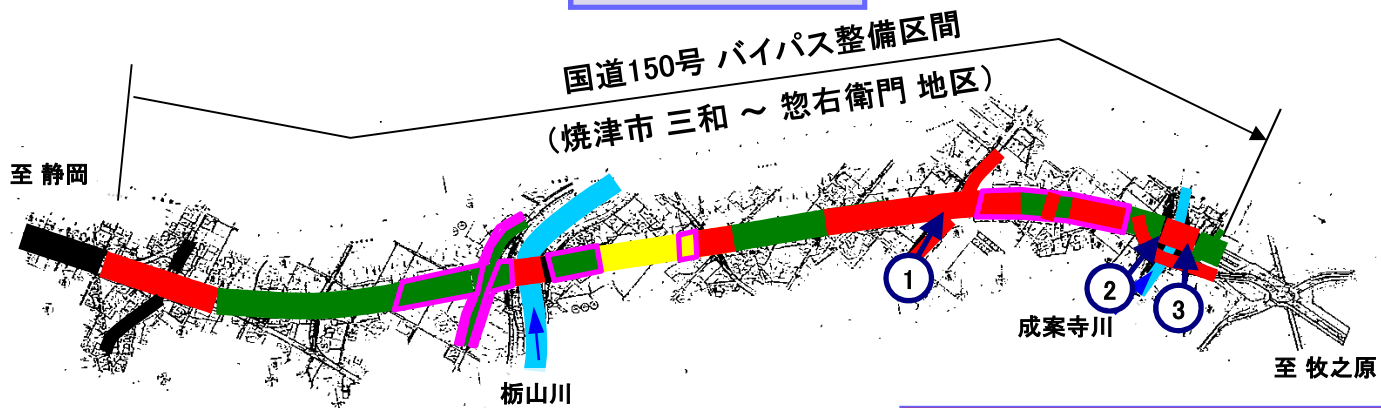 国道150号 バイパス整備区間
(焼津市 三和 ～ 惣右衛門 地区)
至 静岡
1
2
3
成案寺川
至 牧之原
栃山川